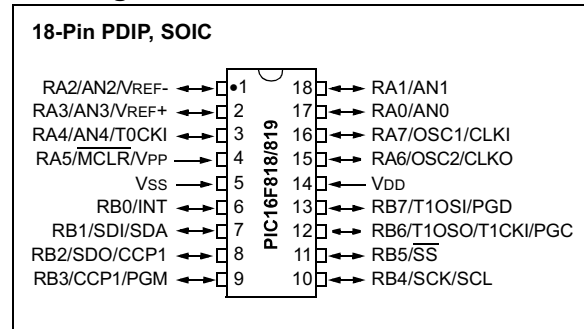 18-Pin PDIP, SOIC
RA2/AN2/VREF- 1 18 RA1/AN1
RA3/AN3/VREF+ 2 17 RA0/AN0
RA4/AN4/T0CKI 3 16 RA7/OSC1/CLKI
RA5/MCLR/VPP 4 15 RA6/OSC2/CLKO
VSS 5 14 VDD
RB0/INT 6 13 RB7/T1OSI/PGD
RB1/SDI/SDA 7 12 RB6/T1OSO/T1CKI/PGC
RB2/SDO/CCP1 8 11 RB5/SS
RB3/CCP1/PGM 9 10 RB4/SCK/SCL
PIC16F818/819